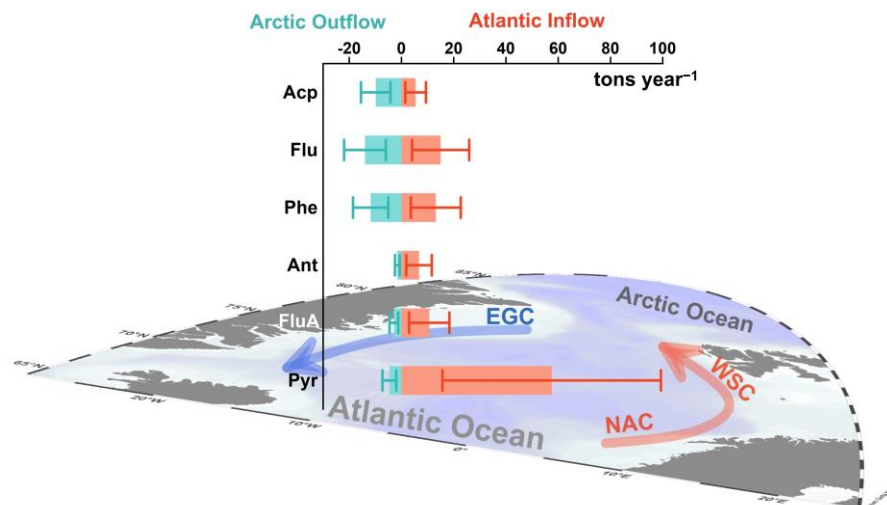 Arctic Outflow Atlantic Inflow
-20 0 20 40 60 80 100
tons year⁻¹
Acp
Flu
Phe
Ant
85°N
80°N
Arctic Ocean
75°N
FluA
EGC
70°N
65°N
WSC
Pyr
20°W
Atlantic Ocean
NAC
10°W
0°
10°E
20°E